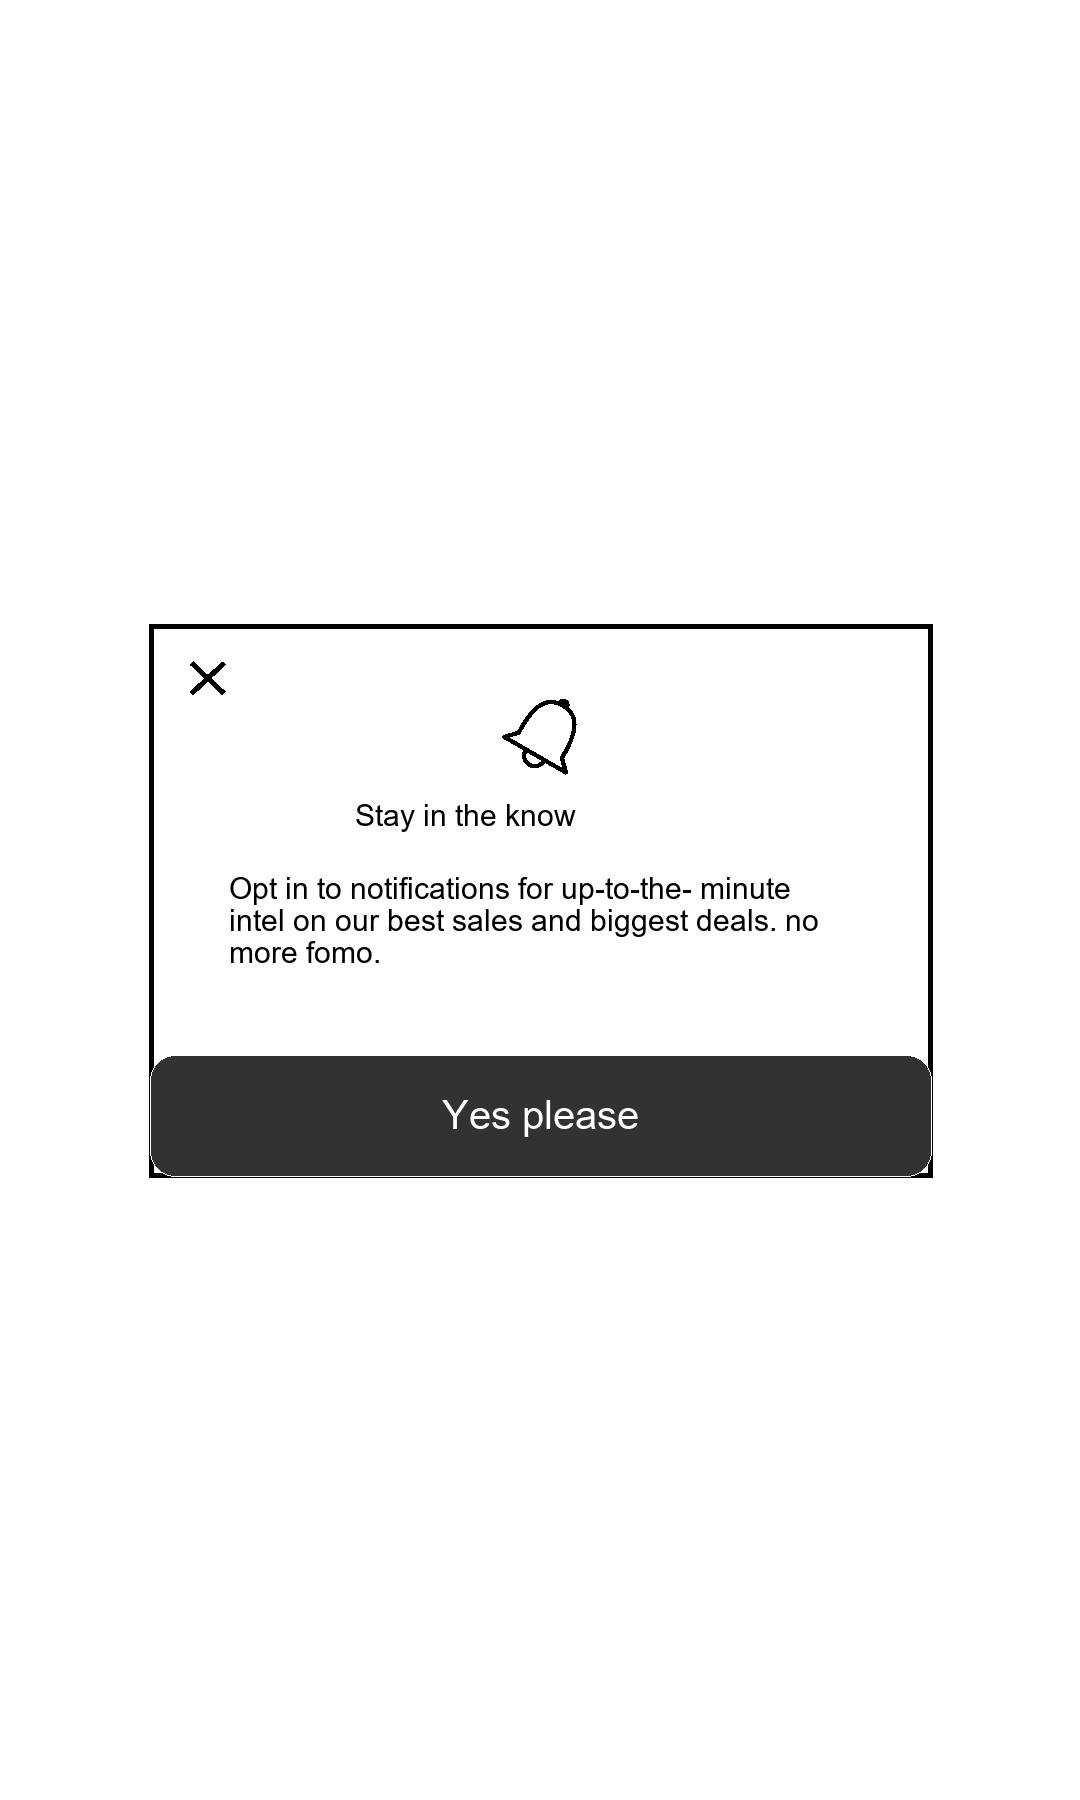 Stay in the know
Opt in to notifications for up-to-the- minute
intel on our best sales and biggest deals. no
more fomo.
Yes please